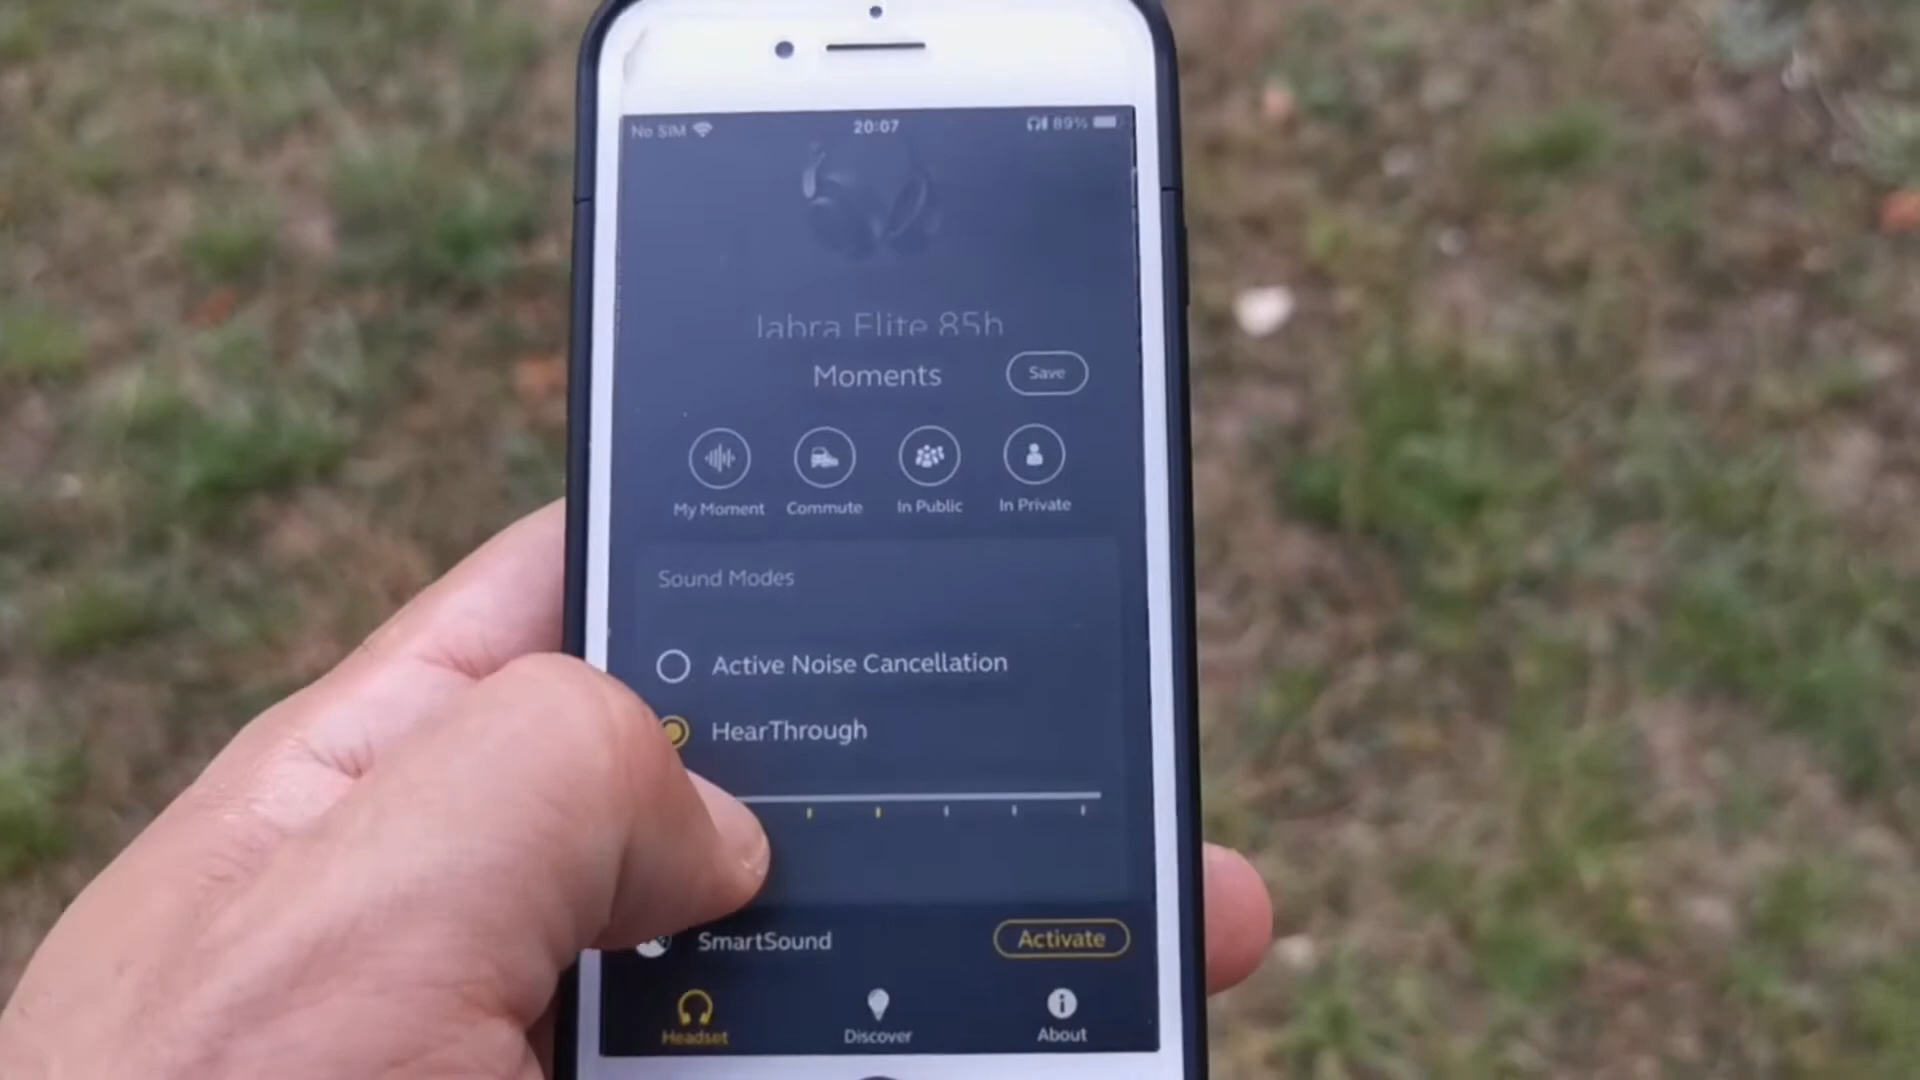 No SIM 20:07 89%
Jabra Elite 85h
Moments Save
My Moment Commute In Public In Private
Sound Modes
Active Noise Cancellation
HearThrough
SmartSound Activate
Headset Discover About